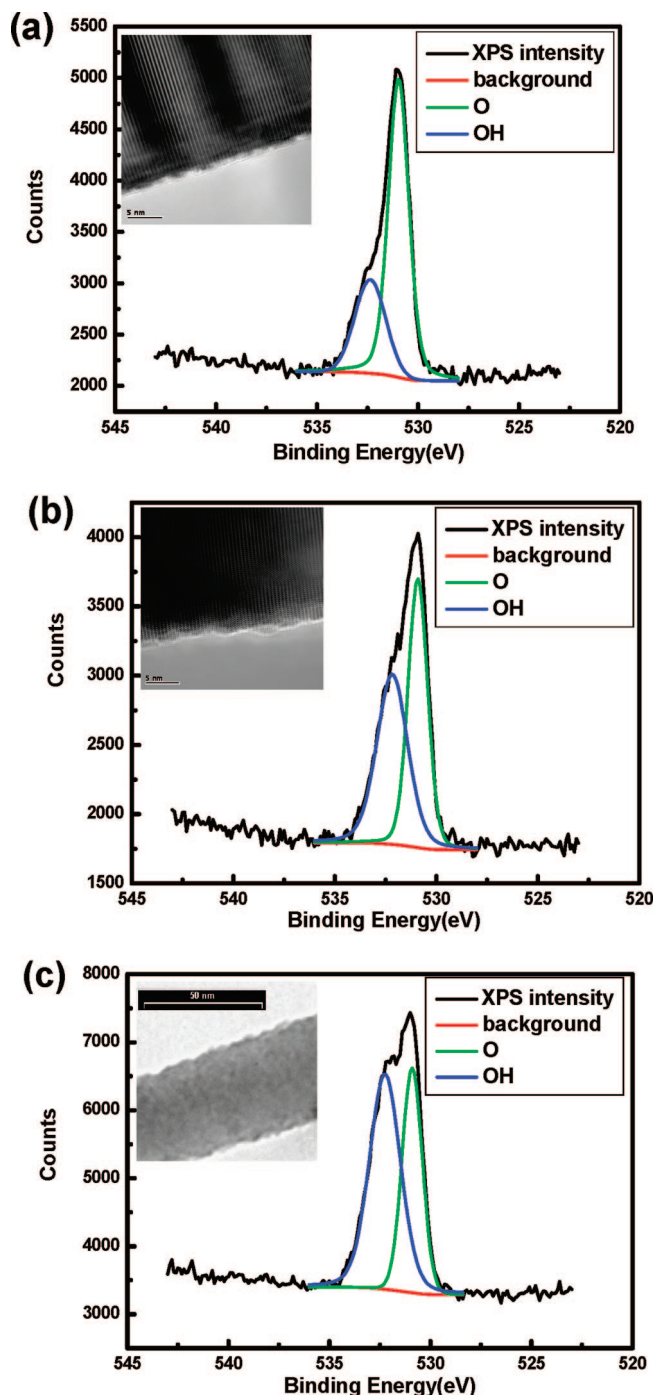 (a)
5500
5000
4500
4000
3500
3000
2500
2000
Counts
5 nm
XPS intensity
background
O
OH
545 540 535 530 525 520
Binding Energy(eV)
(b)
4000
3500
3000
2500
2000
1500
Counts
5 nm
XPS intensity
background
O
OH
545 540 535 530 525 520
Binding Energy(eV)
(c)
8000
7000
6000
5000
4000
3000
Counts
50 nm
XPS intensity
background
O
OH
545 540 535 530 525 520
Binding Energy(eV)